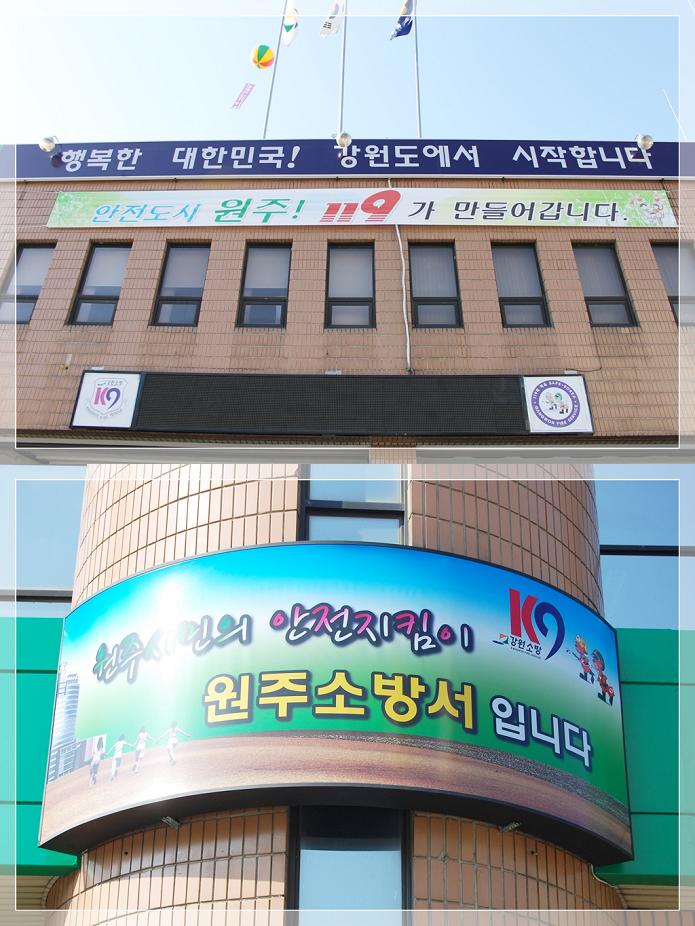 행복한 대한민국! 강원도에서 시작합니다
안전도시 원주! 119가 만들어갑니다.
K9
원주시민의 안전지킴이
K9
강원소방
원주소방서 입니다